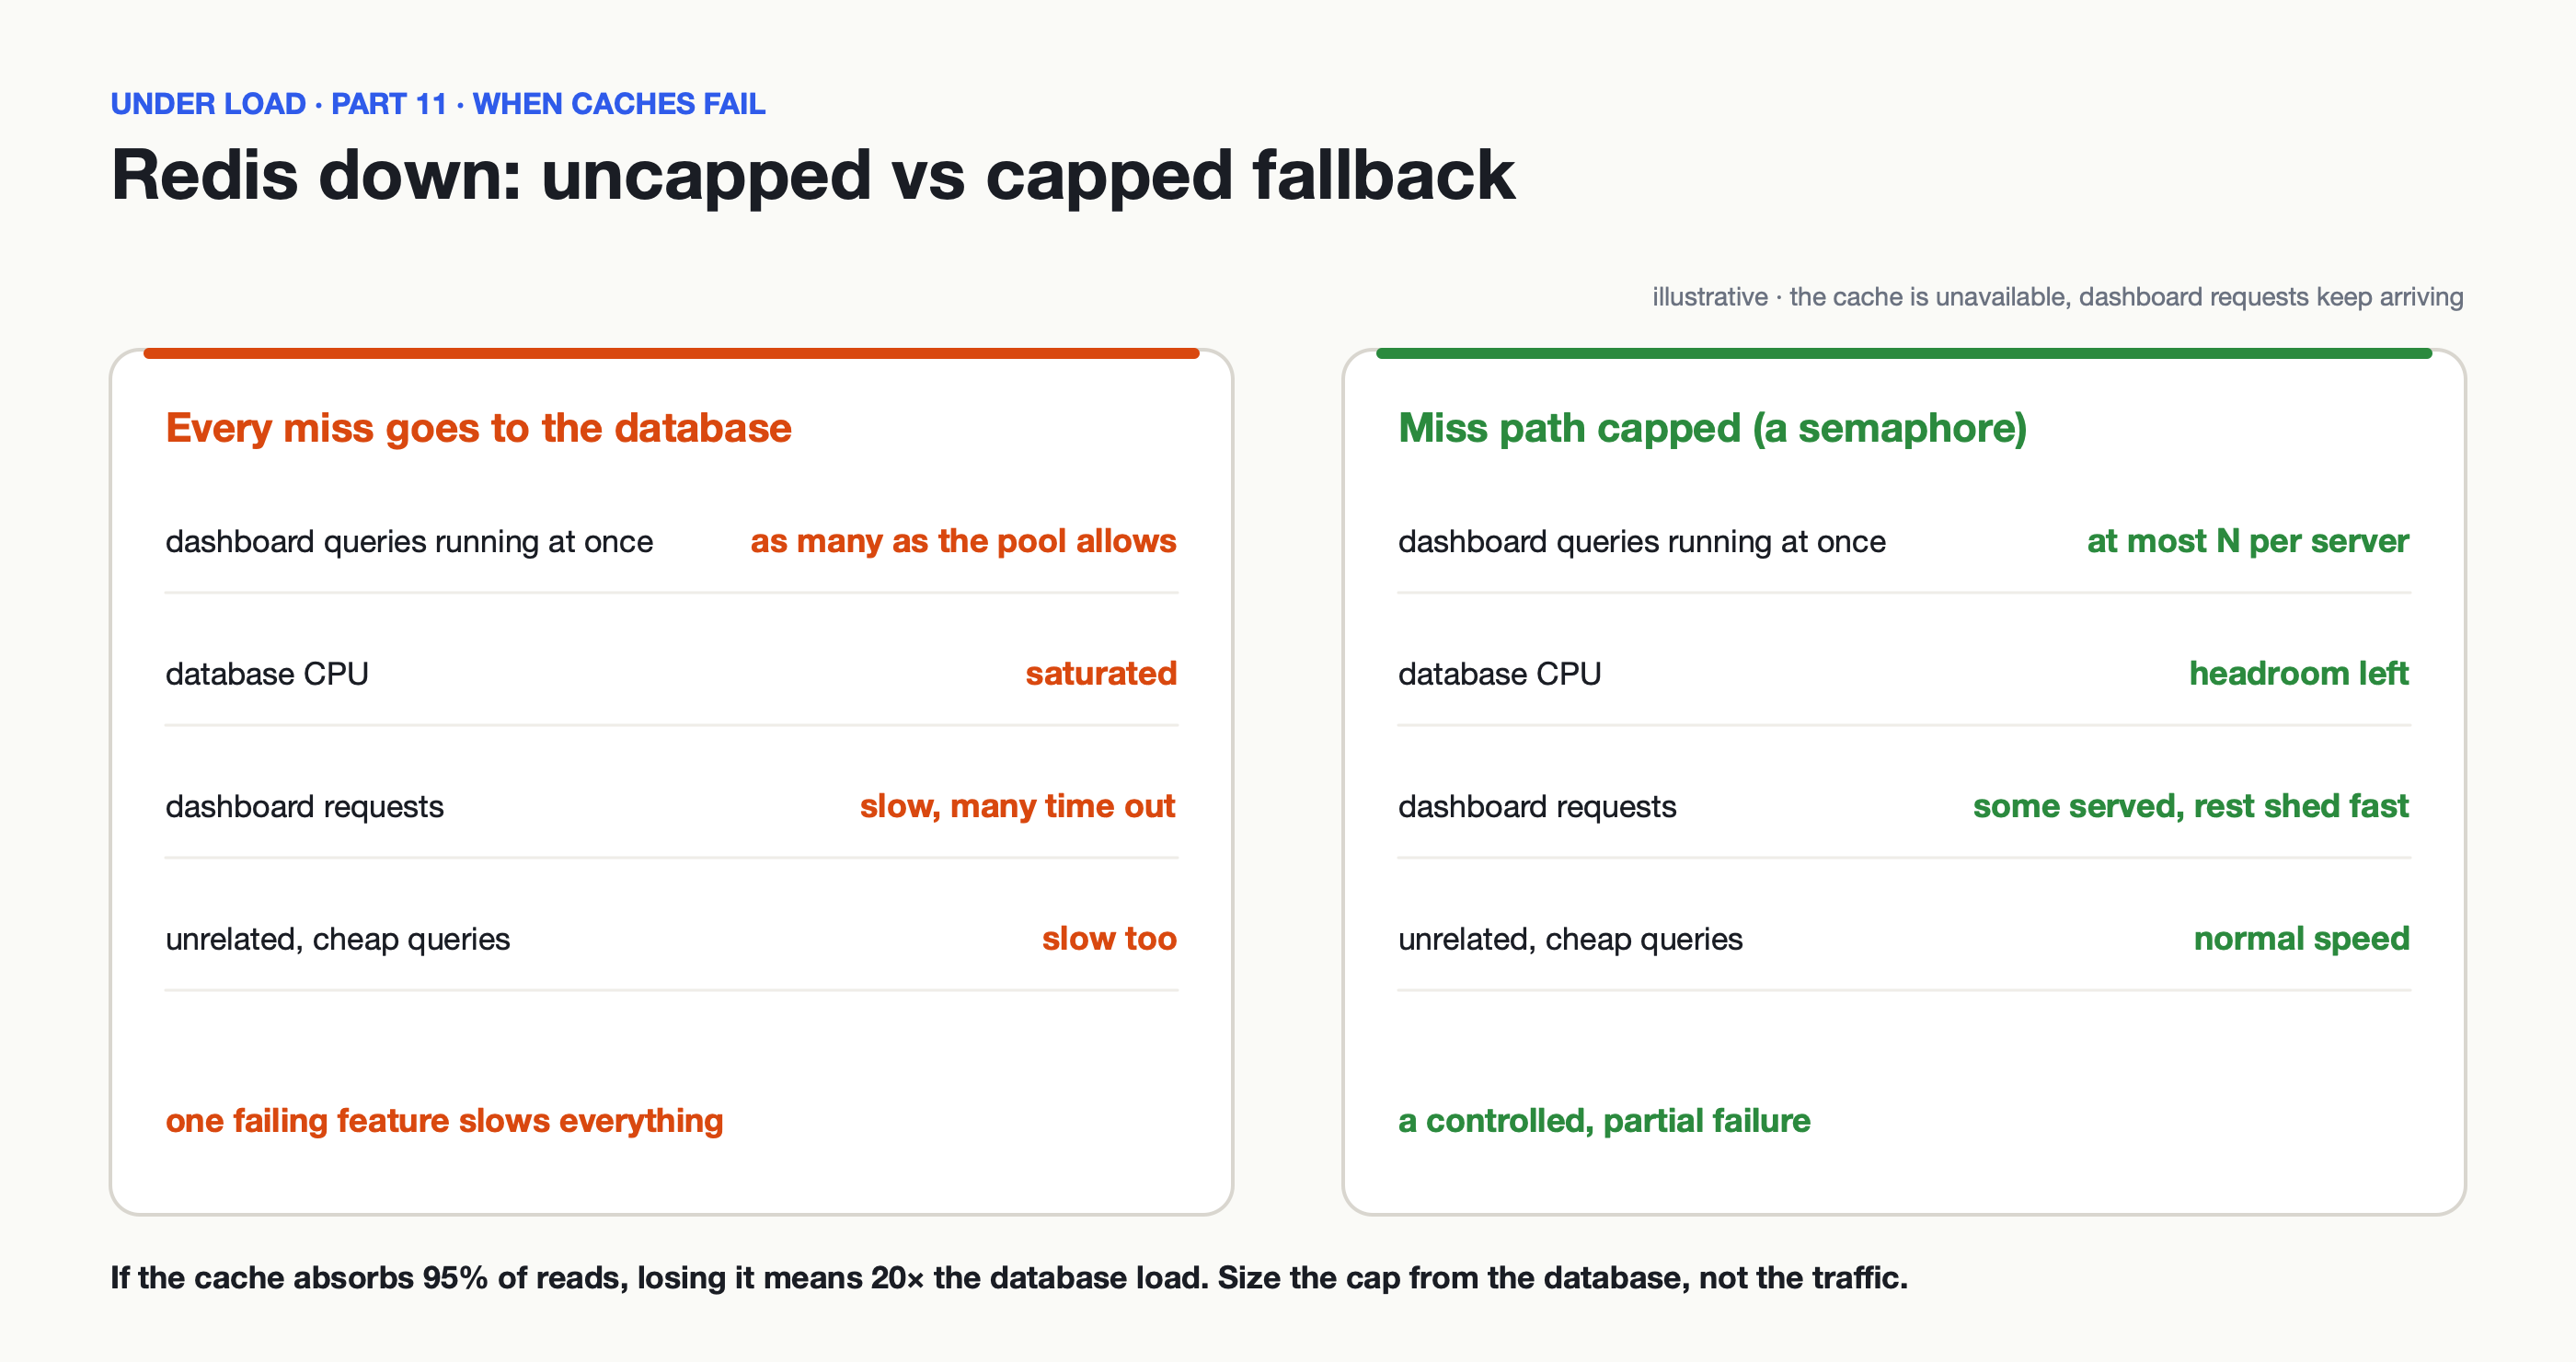 UNDER LOAD · PART 11 · WHEN CACHES FAIL
Redis down: uncapped vs capped fallback
illustrative · the cache is unavailable, dashboard requests keep arriving
Every miss goes to the database
dashboard queries running at once as many as the pool allows
database CPU saturated
dashboard requests slow, many time out
unrelated, cheap queries slow too
one failing feature slows everything
Miss path capped (a semaphore)
dashboard queries running at once at most N per server
database CPU headroom left
dashboard requests some served, rest shed fast
unrelated, cheap queries normal speed
a controlled, partial failure
If the cache absorbs 95% of reads, losing it means 20× the database load. Size the cap from the database, not the traffic.